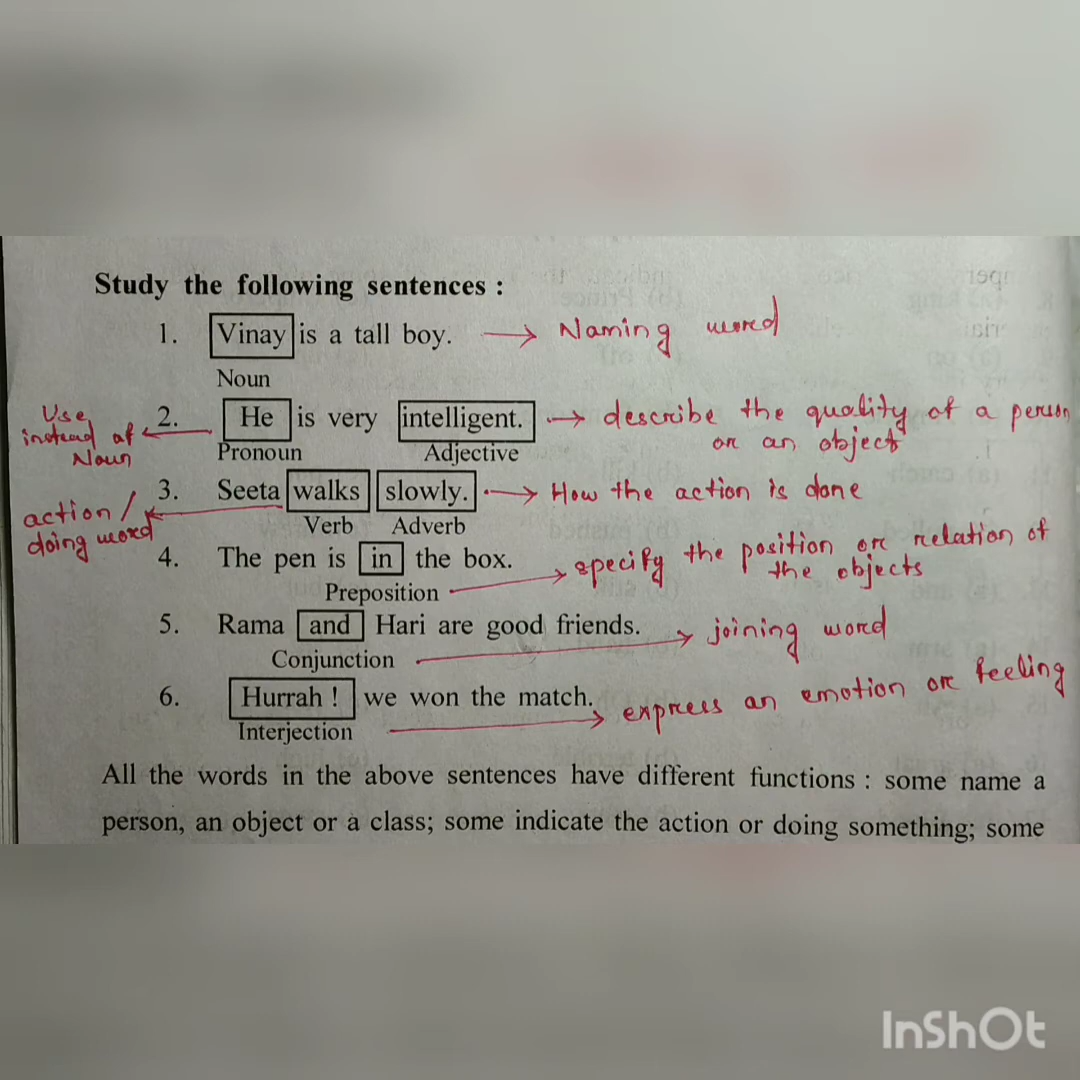 Study the following sentences :
1. Vinay is a tall boy. → Naming word
Noun
Use instead of Noun
2. He is very intelligent. → describe the quality of a person or an object
Pronoun Adjective
3. Seeta walks slowly. → How the action is done
action / doing word
Verb Adverb
4. The pen is in the box.
Preposition → specify the position or relation of the objects
5. Rama and Hari are good friends.
Conjunction → joining word
6. Hurrah ! we won the match.
Interjection → express an emotion or feeling
All the words in the above sentences have different functions : some name a
person, an object or a class; some indicate the action or doing something; some
InShOt